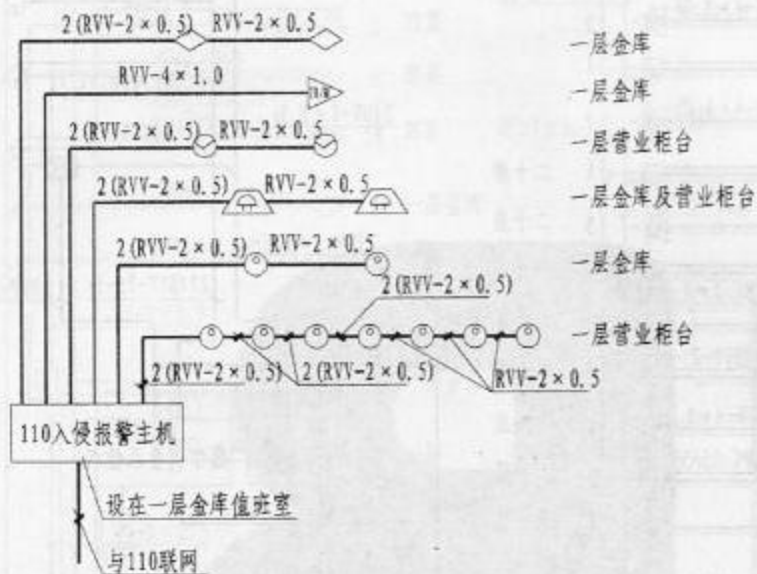 2(RVV-2×0.5) RVV-2×0.5 一层金库
RVV-4×1.0 一层金库
2(RVV-2×0.5) RVV-2×0.5 一层营业柜台
2(RVV-2×0.5) RVV-2×0.5 一层金库及营业柜台
2(RVV-2×0.5) RVV-2×0.5 一层金库
2(RVV-2×0.5)
一层营业柜台
2(RVV-2×0.5) 2(RVV-2×0.5) RVV-2×0.5
110入侵报警主机
设在一层金库值班室
与110联网